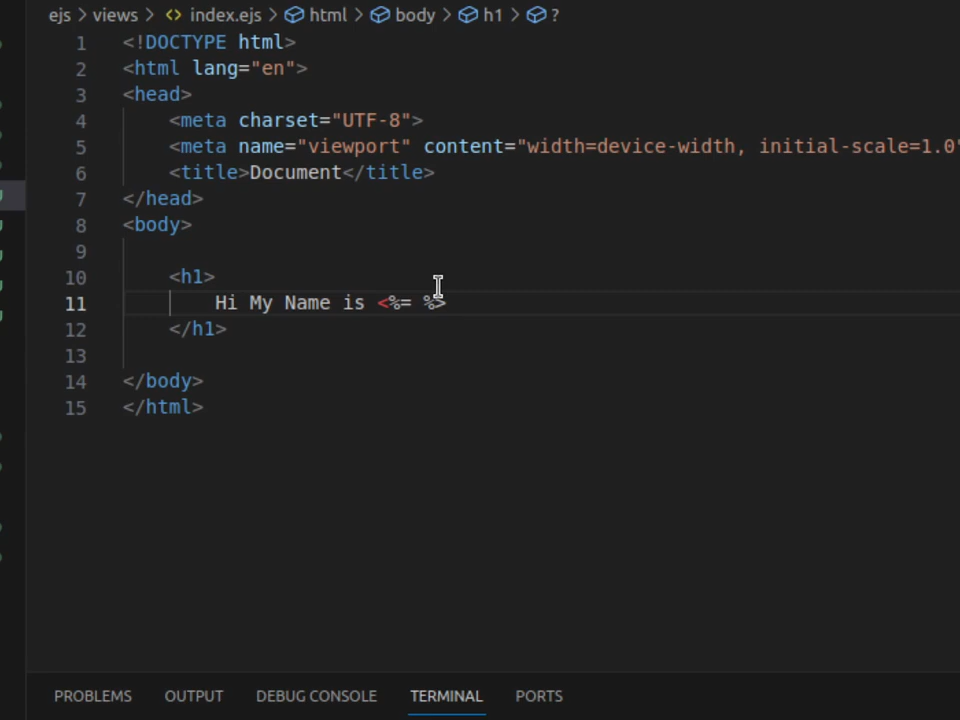 ejs > views > index.ejs > html > body > h1 > ?
1 <!DOCTYPE html>
2 <html lang="en">
3 <head>
4 <meta charset="UTF-8">
5 <meta name="viewport" content="width=device-width, initial-scale=1.0"
6 <title>Document</title>
7 </head>
8 <body>
9
10 <h1>
11 Hi My Name is <%= %>
12 </h1>
13
14 </body>
15 </html>
PROBLEMS OUTPUT DEBUG CONSOLE TERMINAL PORTS